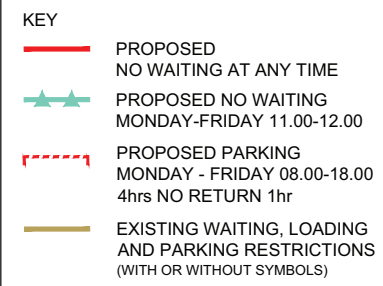 KEY
PROPOSED
NO WAITING AT ANY TIME
PROPOSED NO WAITING
MONDAY-FRIDAY 11.00-12.00
PROPOSED PARKING
MONDAY - FRIDAY 08.00-18.00
4hrs NO RETURN 1hr
EXISTING WAITING, LOADING
AND PARKING RESTRICTIONS
(WITH OR WITHOUT SYMBOLS)